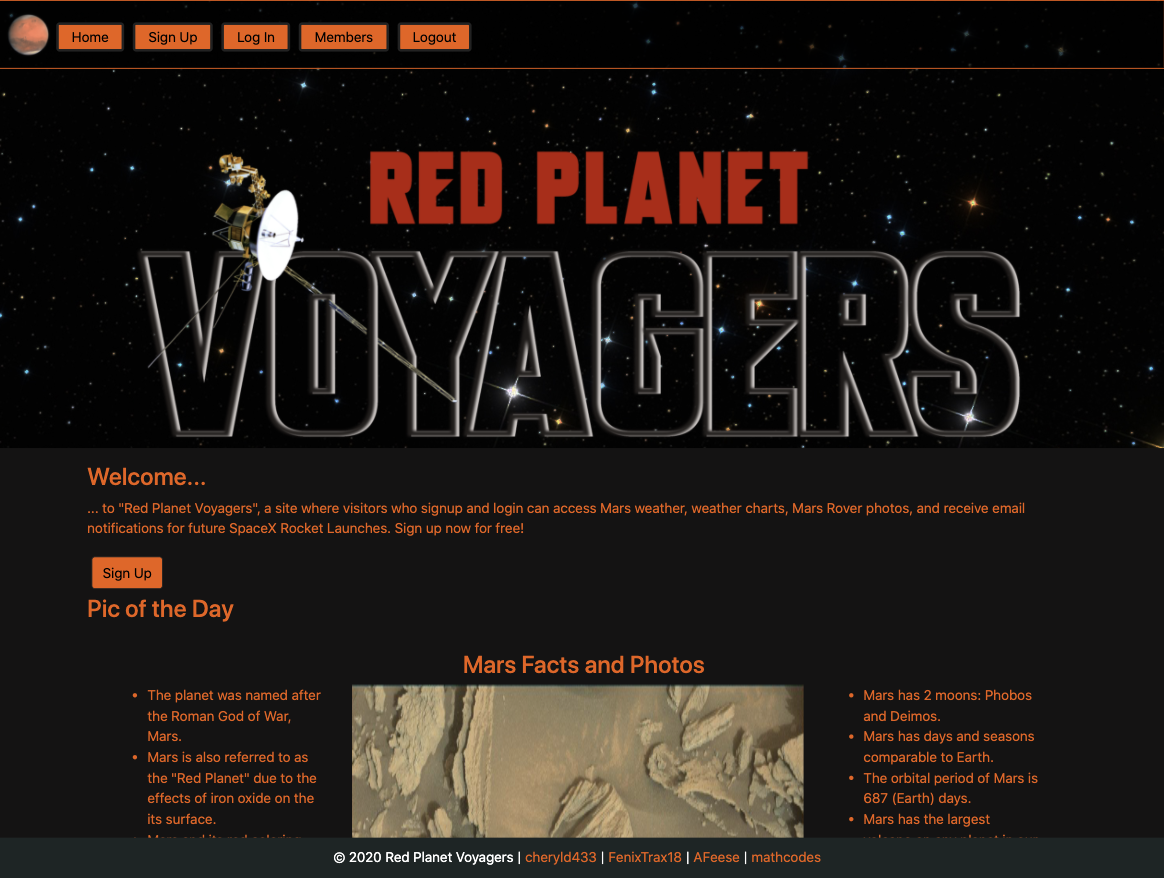 Home Sign Up Log In Members Logout
RED PLANET
VOYAGERS
Welcome...
... to "Red Planet Voyagers", a site where visitors who signup and login can access Mars weather, weather charts, Mars Rover photos, and receive email
notifications for future SpaceX Rocket Launches. Sign up now for free!
Sign Up
Pic of the Day
Mars Facts and Photos
• The planet was named after
the Roman God of War,
Mars.
• Mars is also referred to as
the "Red Planet" due to the
effects of iron oxide on the
its surface.
• Mars has 2 moons: Phobos
and Deimos.
• Mars has days and seasons
comparable to Earth.
• The orbital period of Mars is
687 (Earth) days.
• Mars has the largest
© 2020 Red Planet Voyagers | cheryld433 | FenixTrax18 | AFeese | mathcodes